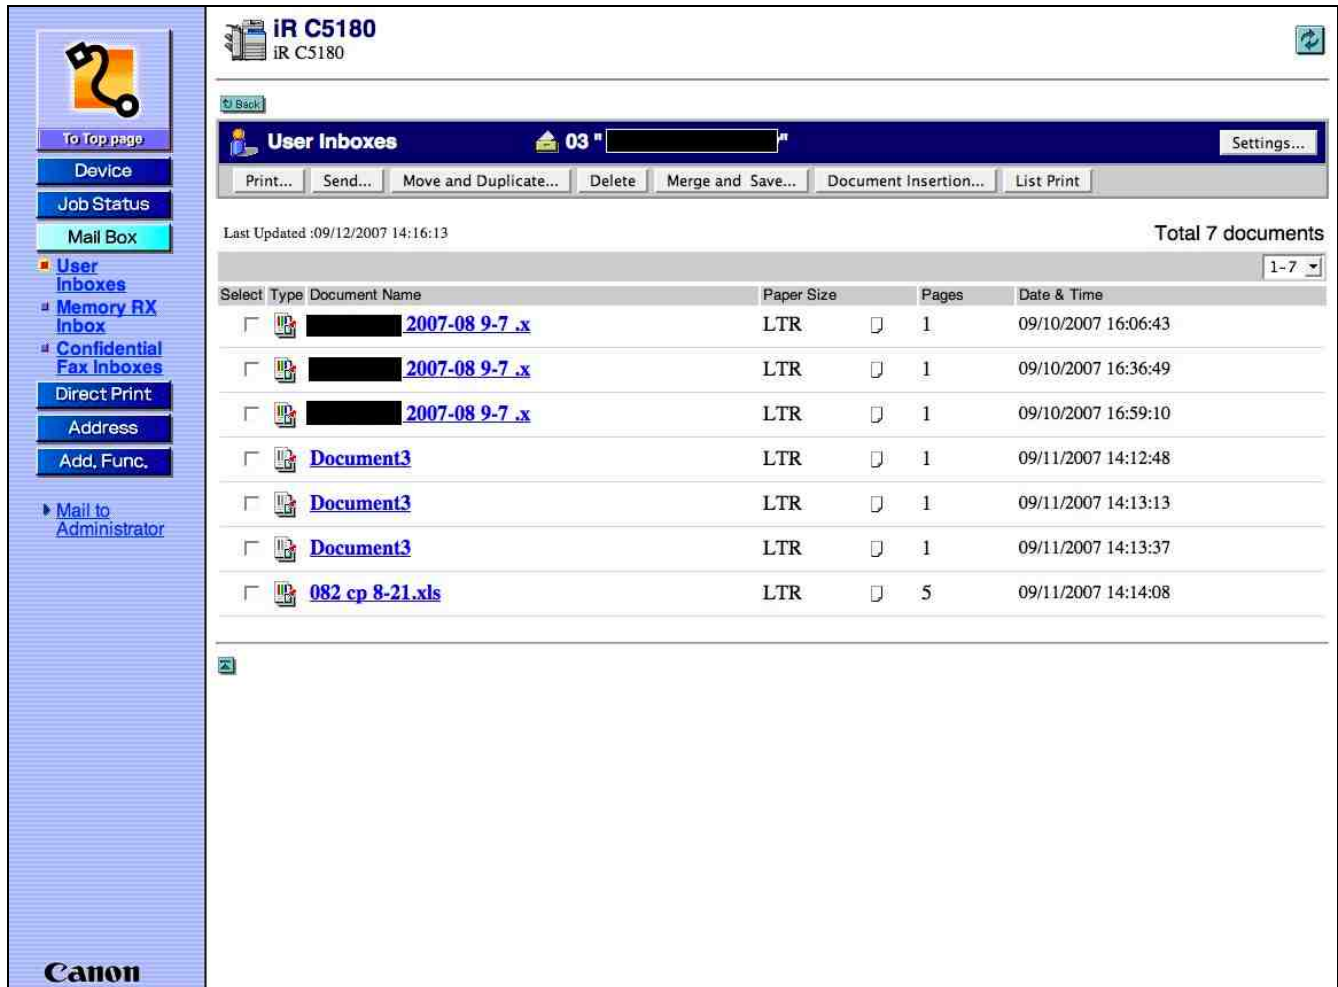 iR C5180
iR C5180
To Top page
Back
User Inboxes 03 " "
Settings...
Device
Print... Send... Move and Duplicate... Delete Merge and Save... Document Insertion... List Print
Job Status
Mail Box
Last Updated :09/12/2007 14:16:13
Total 7 documents
User
Inboxes
Memory RX
Inbox
Confidential
Fax Inboxes
Direct Print
Address
Add. Func.
Mail to
Administrator
1-7
Select Type Document Name Paper Size Pages Date & Time
2007-08 9-7 .x LTR 1 09/10/2007 16:06:43
2007-08 9-7 .x LTR 1 09/10/2007 16:36:49
2007-08 9-7 .x LTR 1 09/10/2007 16:59:10
Document3 LTR 1 09/11/2007 14:12:48
Document3 LTR 1 09/11/2007 14:13:13
Document3 LTR 1 09/11/2007 14:13:37
082 cp 8-21.xls LTR 5 09/11/2007 14:14:08
Canon